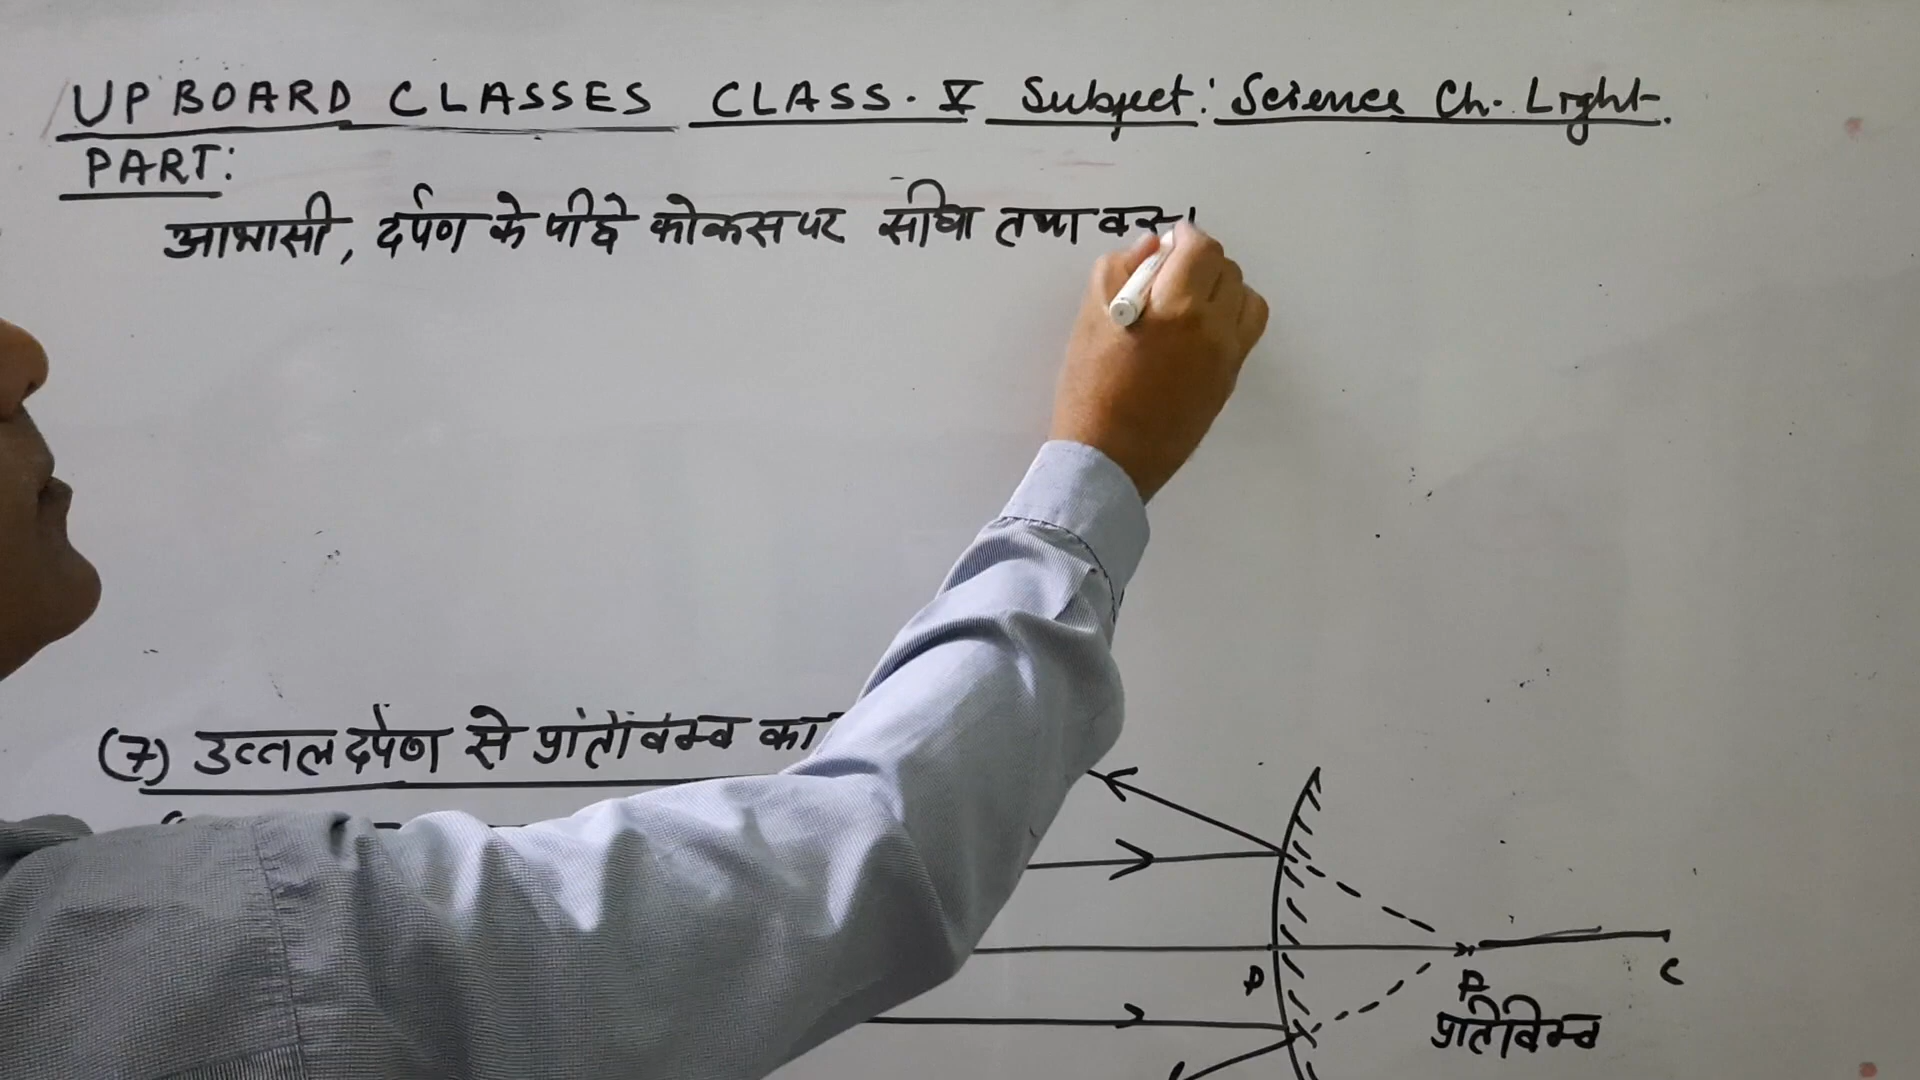 UP BOARD CLASSES CLASS. X Subject: Science Ch. Light
PART:
आभासी, दर्पण के पीछे फोकस पर सीधा तथा
(7) उत्तल दर्पण से प्रतिबिम्ब का
P F C
प्रतिबिम्ब